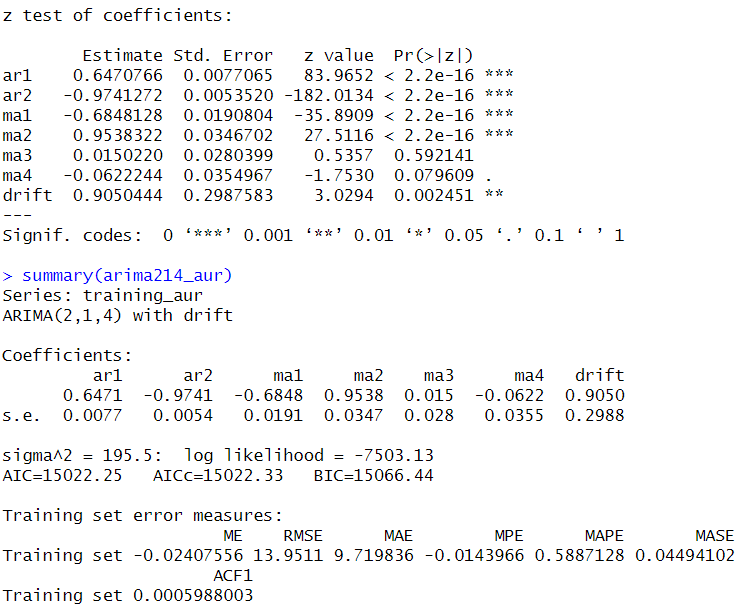 z test of coefficients:
Estimate Std. Error z value Pr(>|z|)
ar1 0.6470766 0.0077065 83.9652 < 2.2e-16 ***
ar2 -0.9741272 0.0053520 -182.0134 < 2.2e-16 ***
ma1 -0.6848128 0.0190804 -35.8909 < 2.2e-16 ***
ma2 0.9538322 0.0346702 27.5116 < 2.2e-16 ***
ma3 0.0150220 0.0280399 0.5357 0.592141
ma4 -0.0622244 0.0354967 -1.7530 0.079609 .
drift 0.9050444 0.2987583 3.0294 0.002451 **
---
Signif. codes: 0 ‘***’ 0.001 ‘**’ 0.01 ‘*’ 0.05 ‘.’ 0.1 ‘ ’ 1
> summary(arima214_aur)
Series: training_aur
ARIMA(2,1,4) with drift
Coefficients:
ar1 ar2 ma1 ma2 ma3 ma4 drift
0.6471 -0.9741 -0.6848 0.9538 0.015 -0.0622 0.9050
s.e. 0.0077 0.0054 0.0191 0.0347 0.028 0.0355 0.2988
sigma^2 = 195.5: log likelihood = -7503.13
AIC=15022.25 AICc=15022.33 BIC=15066.44
Training set error measures:
ME RMSE MAE MPE MAPE MASE
Training set -0.02407556 13.9511 9.719836 -0.0143966 0.5887128 0.04494102
ACF1
Training set 0.0005988003